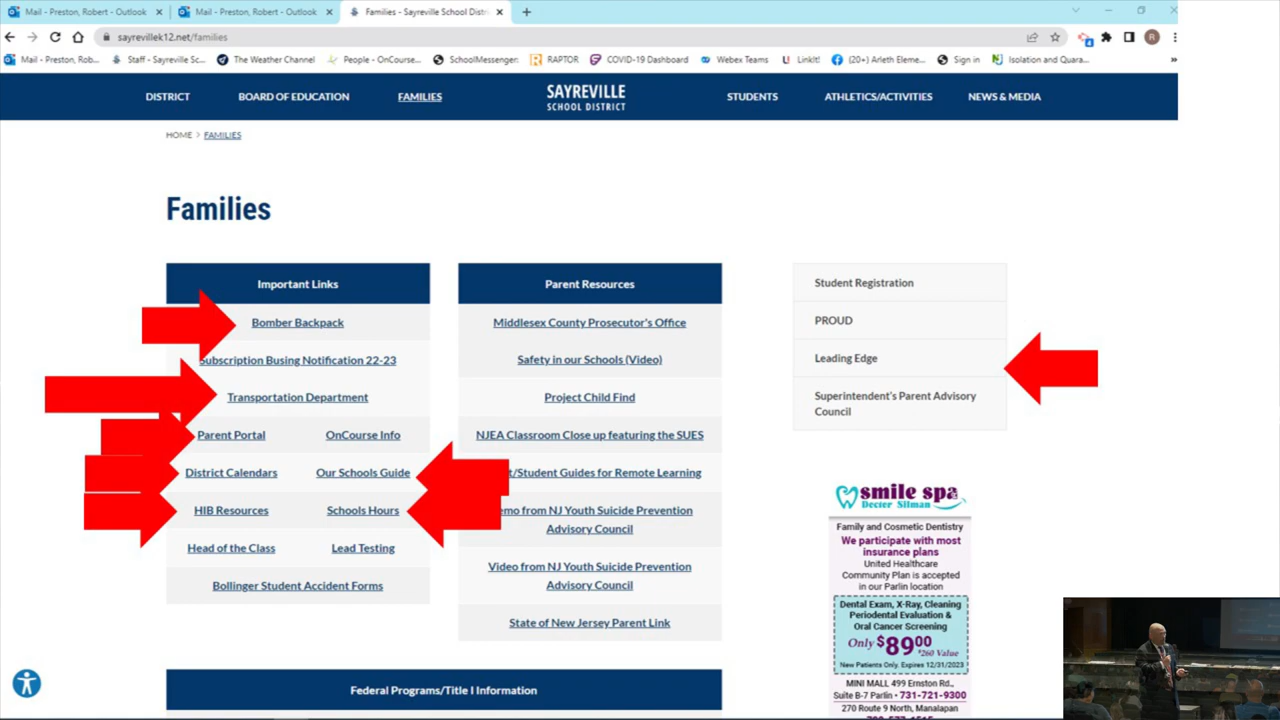 Mail - Preston, Robert - Outlook
Mail - Preston, Robert - Outlook
Families - Sayreville School Distri
sayrevillek12.net/families
R
Mail - Preston, Rob...
Staff - Sayreville Sc...
The Weather Channel
People - OnCourse...
SchoolMessenger:
RAPTOR
COVID-19 Dashboard
Webex Teams
LinkIt!
(20+) Arleth Eleme...
Sign in
Isolation and Quara...
DISTRICT
BOARD OF EDUCATION
FAMILIES
SAYREVILLE
SCHOOL DISTRICT
STUDENTS
ATHLETICS/ACTIVITIES
NEWS & MEDIA
HOME > FAMILIES
Families
Important Links
Bomber Backpack
Subscription Busing Notification 22-23
Transportation Department
Parent Portal
OnCourse Info
District Calendars
Our Schools Guide
HIB Resources
Schools Hours
Head of the Class
Lead Testing
Bollinger Student Accident Forms
Parent Resources
Middlesex County Prosecutor's Office
Safety in our Schools (Video)
Project Child Find
NJEA Classroom Close up featuring the SUES
t/Student Guides for Remote Learning
emo from NJ Youth Suicide Prevention
Advisory Council
Video from NJ Youth Suicide Prevention
Advisory Council
State of New Jersey Parent Link
Federal Programs/Title I Information
Student Registration
PROUD
Leading Edge
Superintendent's Parent Advisory
Council
smile spa
Decter Silman
Family and Cosmetic Dentistry
We participate with most
insurance plans
United Healthcare
Community Plan is accepted
in our Parlin location
Dental Exam, X-Ray, Cleaning
Periodental Evaluation &
Oral Cancer Screening
Only $89.00
*$260 Value
New Patients Only. Expires 12/31/2023
MINI MALL 499 Ernston Rd.,
Suite B-7 Parlin • 731-721-9300
270 Route 9 North, Manalapan